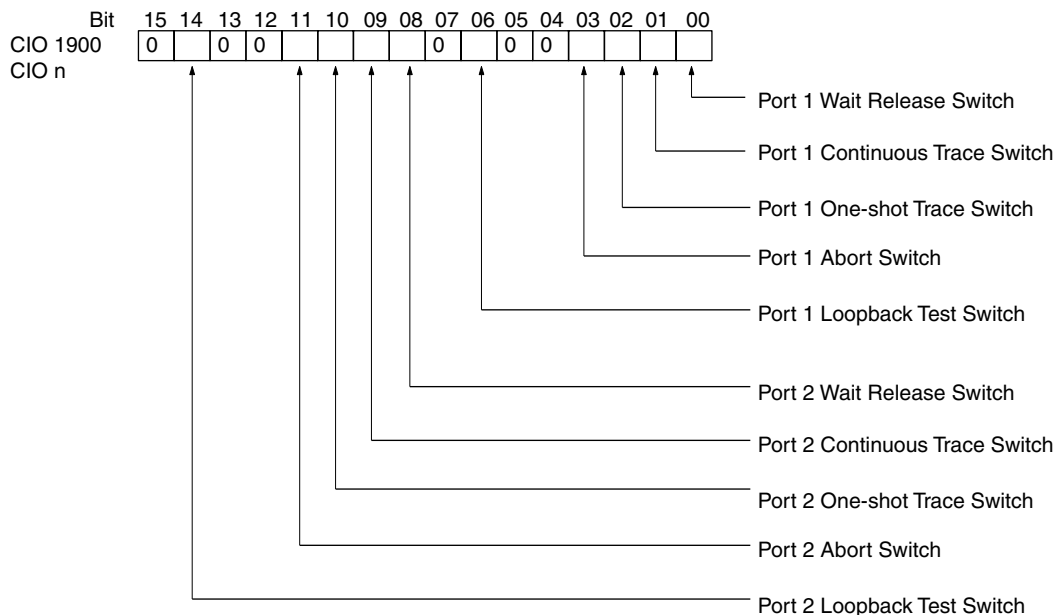 Bit 15 14 13 12 11 10 09 08 07 06 05 04 03 02 01 00
CIO 1900 0 0 0 0 0 0
CIO n
Port 1 Wait Release Switch
Port 1 Continuous Trace Switch
Port 1 One-shot Trace Switch
Port 1 Abort Switch
Port 1 Loopback Test Switch
Port 2 Wait Release Switch
Port 2 Continuous Trace Switch
Port 2 One-shot Trace Switch
Port 2 Abort Switch
Port 2 Loopback Test Switch